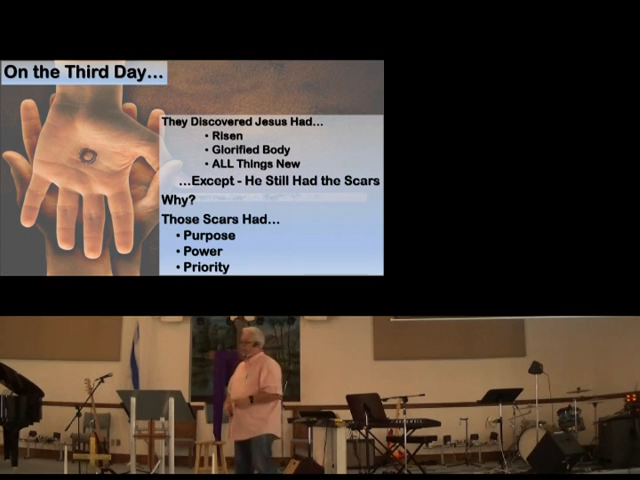 On the Third Day...
They Discovered Jesus Had...
• Risen
• Glorified Body
• ALL Things New
...Except - He Still Had the Scars
Why?
Those Scars Had...
• Purpose
• Power
• Priority